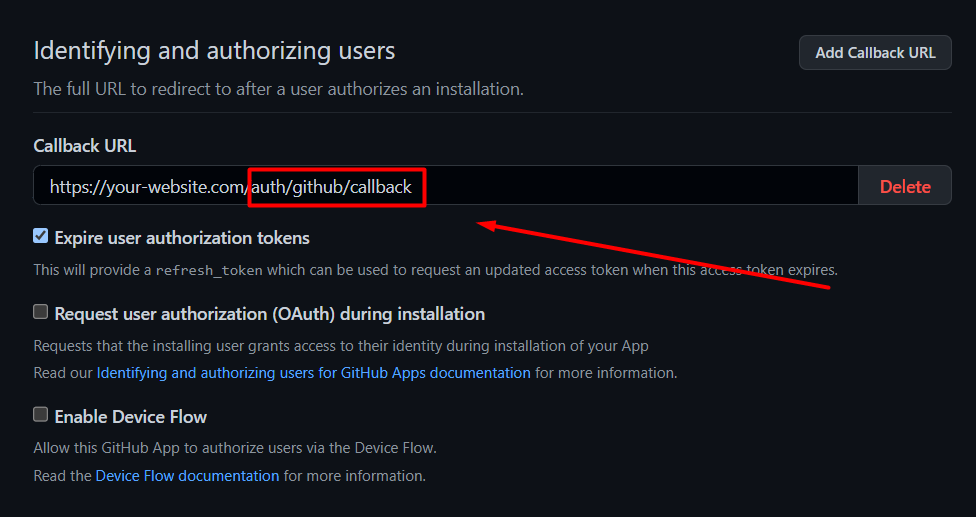 Identifying and authorizing users
Add Callback URL
The full URL to redirect to after a user authorizes an installation.
Callback URL
https://your-website.com/auth/github/callback
Delete
Expire user authorization tokens
This will provide a refresh_token which can be used to request an updated access token when this access token expires.
Request user authorization (OAuth) during installation
Requests that the installing user grants access to their identity during installation of your App
Read our Identifying and authorizing users for GitHub Apps documentation for more information.
Enable Device Flow
Allow this GitHub App to authorize users via the Device Flow.
Read the Device Flow documentation for more information.